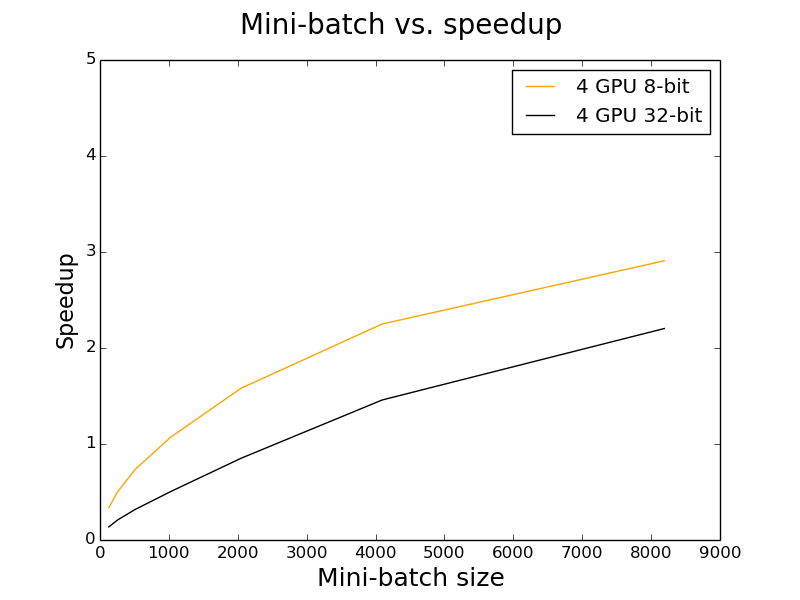 Mini-batch vs. speedup
4 GPU 8-bit
4 GPU 32-bit
Speedup
5
4
3
2
1
0
0 1000 2000 3000 4000 5000 6000 7000 8000 9000
Mini-batch size